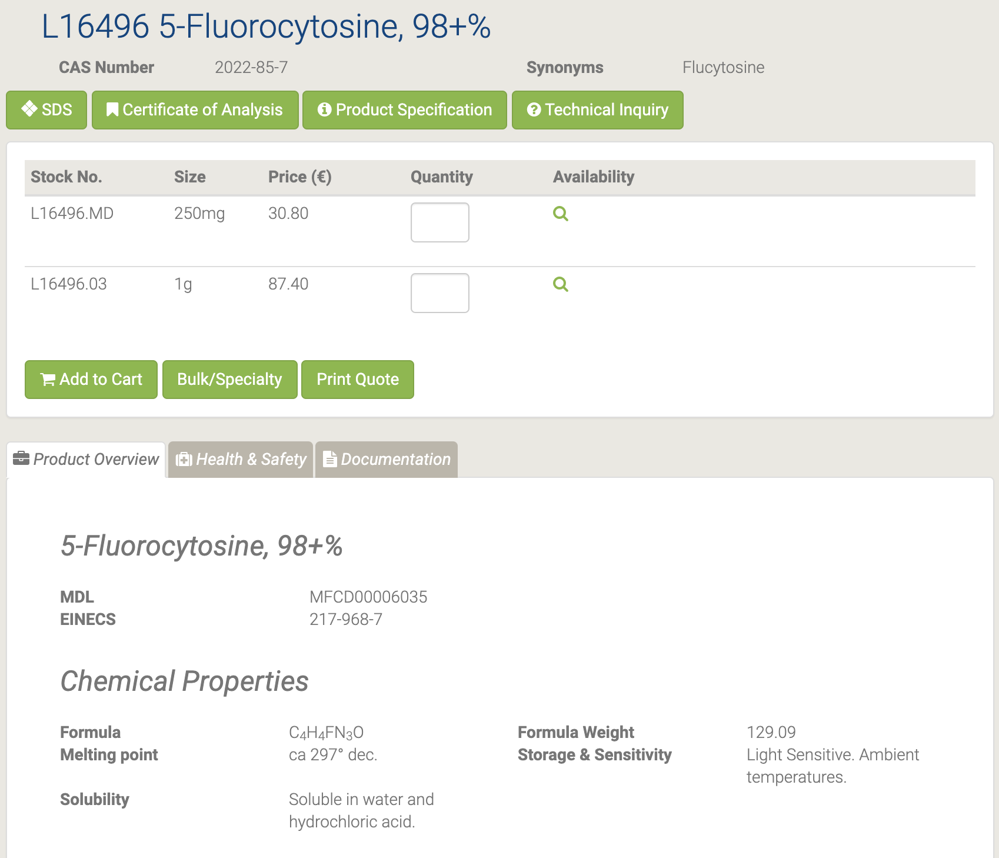 L16496 5-Fluorocytosine, 98+%
CAS Number 2022-85-7 Synonyms Flucytosine
SDS Certificate of Analysis Product Specification Technical Inquiry
Stock No. Size Price (€) Quantity Availability
L16496.MD 250mg 30.80
L16496.03 1g 87.40
Add to Cart Bulk/Specialty Print Quote
Product Overview Health & Safety Documentation
5-Fluorocytosine, 98+%
MDL MFCD00006035
EINECS 217-968-7
Chemical Properties
Formula C₄H₄FN₃O Formula Weight 129.09
Melting point ca 297° dec. Storage & Sensitivity Light Sensitive. Ambient
temperatures.
Solubility Soluble in water and
hydrochloric acid.